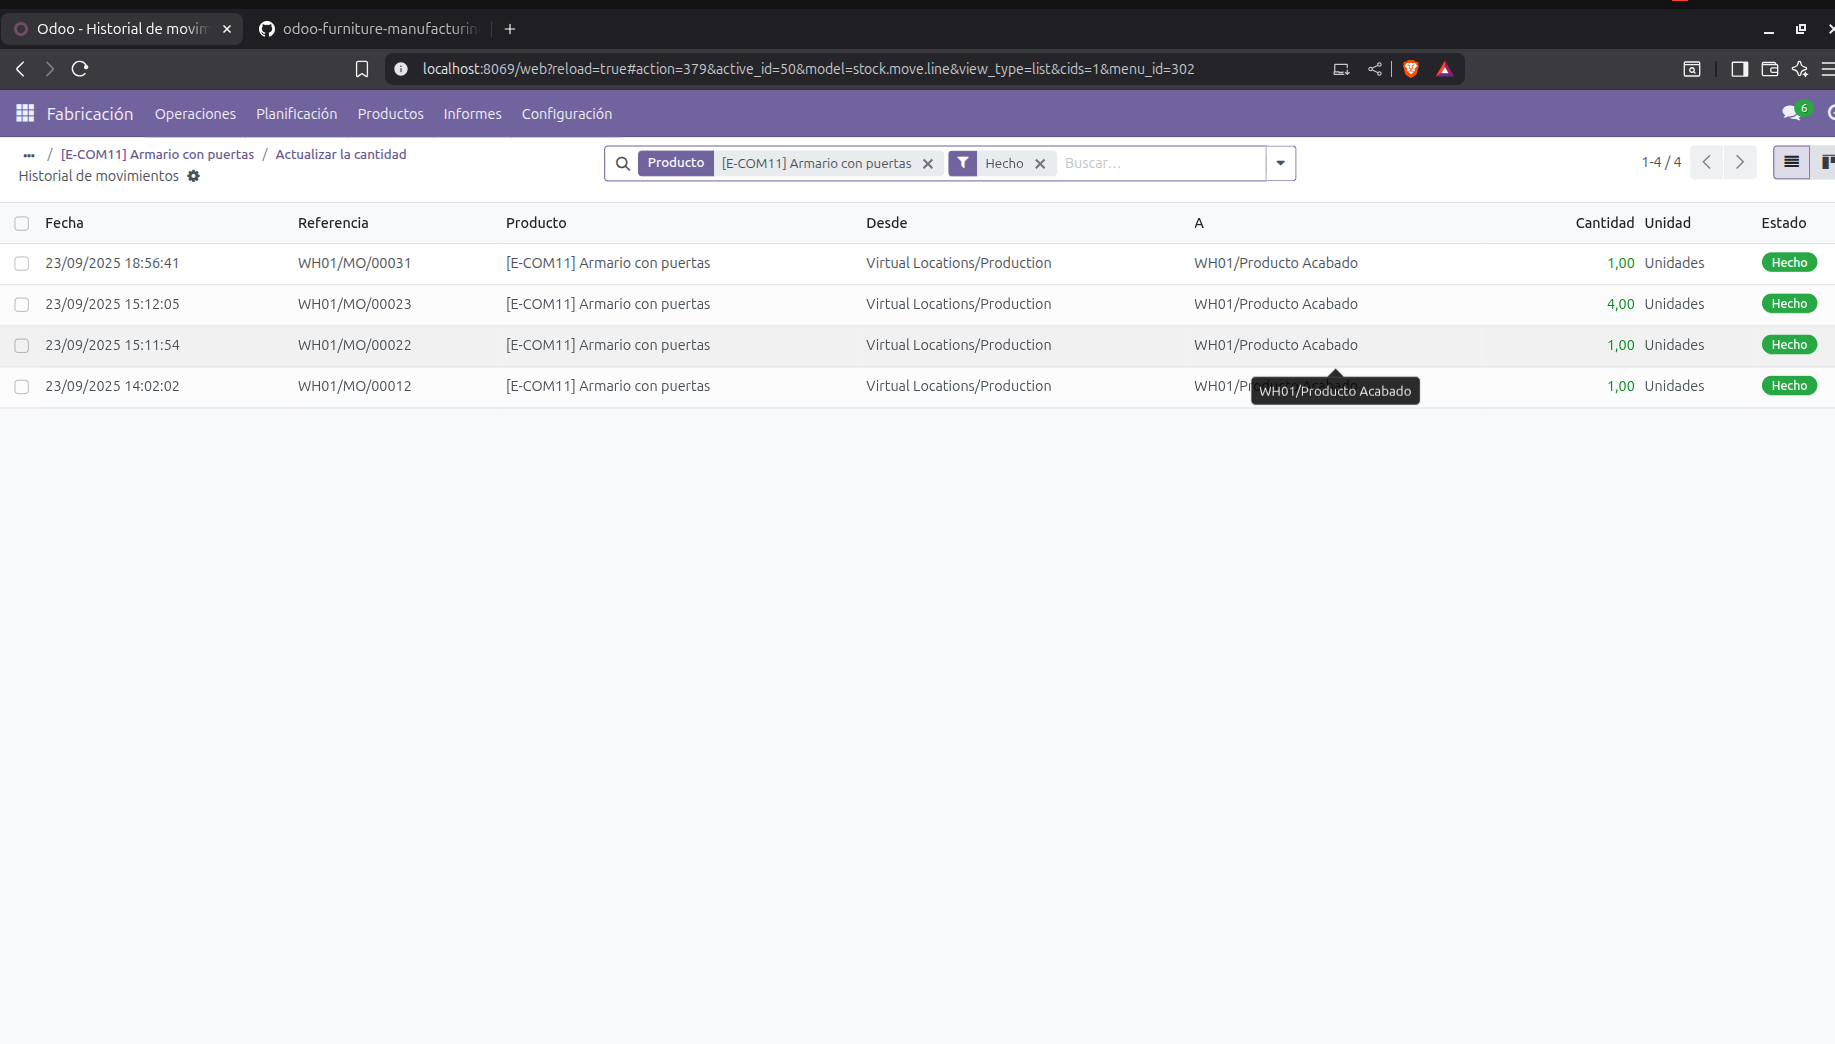 Odoo - Historial de movim
odoo-furniture-manufacturin
localhost:8069/web?reload=true#action=379&active_id=50&model=stock.move.line&view_type=list&cids=1&menu_id=302
Fabricación Operaciones Planificación Productos Informes Configuración 6
... / [E-COM11] Armario con puertas / Actualizar la cantidad
Historial de movimientos
Producto [E-COM11] Armario con puertas Hecho Buscar...
1-4 / 4
Fecha Referencia Producto Desde A Cantidad Unidad Estado
23/09/2025 18:56:41 WH01/MO/00031 [E-COM11] Armario con puertas Virtual Locations/Production WH01/Producto Acabado 1,00 Unidades Hecho
23/09/2025 15:12:05 WH01/MO/00023 [E-COM11] Armario con puertas Virtual Locations/Production WH01/Producto Acabado 4,00 Unidades Hecho
23/09/2025 15:11:54 WH01/MO/00022 [E-COM11] Armario con puertas Virtual Locations/Production WH01/Producto Acabado 1,00 Unidades Hecho
23/09/2025 14:02:02 WH01/MO/00012 [E-COM11] Armario con puertas Virtual Locations/Production WH01/Producto Acabado 1,00 Unidades Hecho
WH01/Producto Acabado